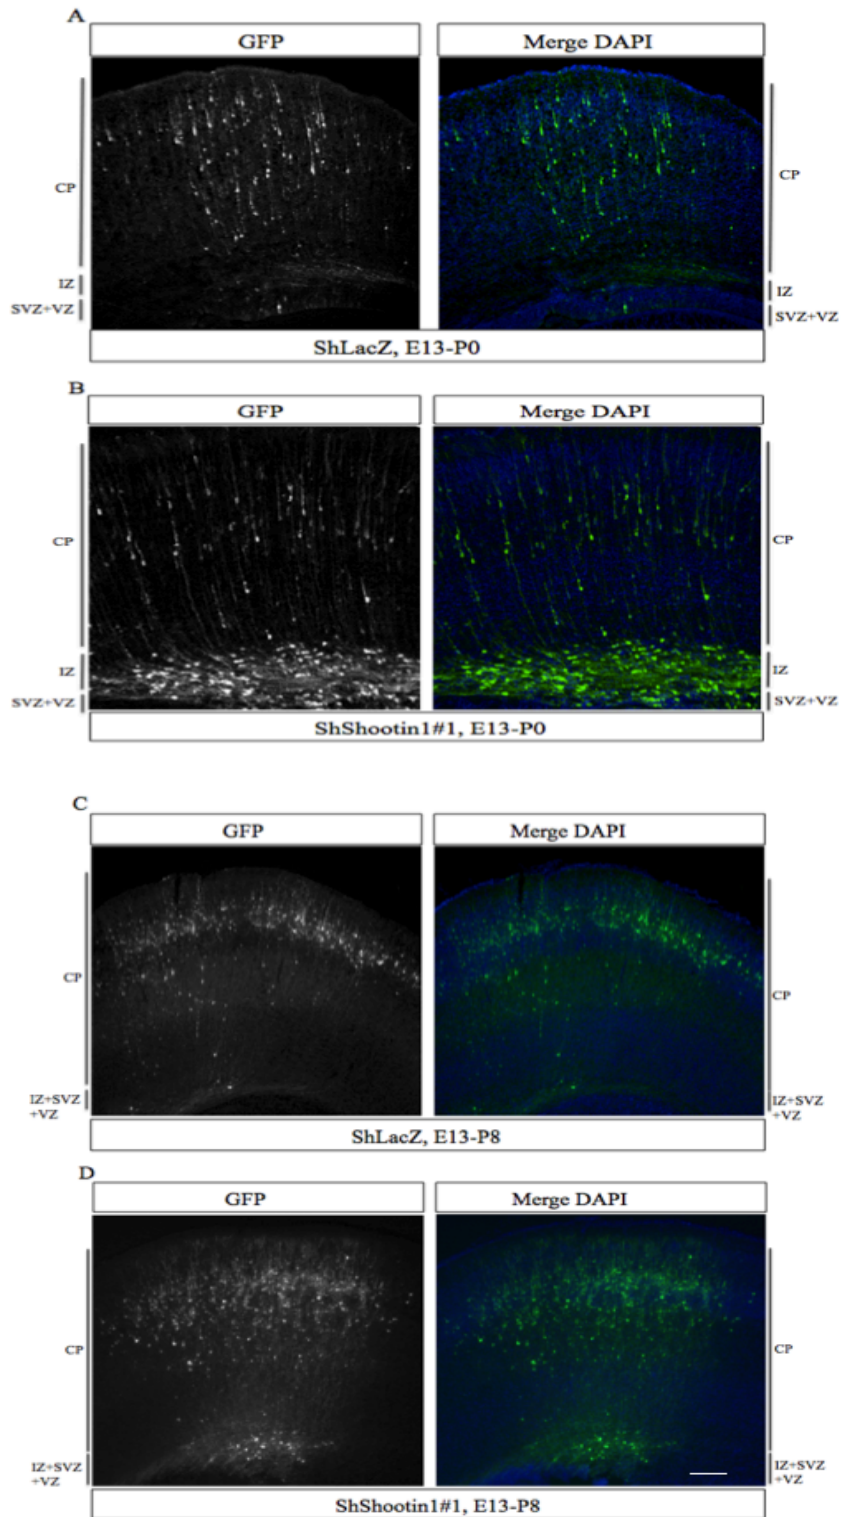 A
GFP Merge DAPI
CP CP
IZ IZ
SVZ+VZ SVZ+VZ
ShLacZ, E13-P0
B
GFP Merge DAPI
CP CP
IZ IZ
SVZ+VZ SVZ+VZ
ShShootin1#1, E13-P0
C
GFP Merge DAPI
CP CP
IZ+SVZ IZ+SVZ
+VZ +VZ
ShLacZ, E13-P8
D
GFP Merge DAPI
CP CP
IZ+SVZ IZ+SVZ
+VZ +VZ
ShShootin1#1, E13-P8